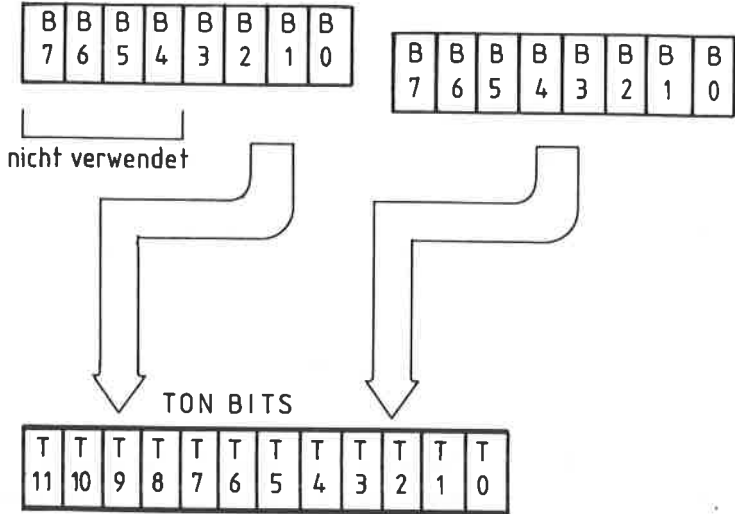 B B B B B B B B
7 6 5 4 3 2 1 0
B B B B B B B B
7 6 5 4 3 2 1 0
nicht verwendet
TON BITS
T T T T T T T T T T T T
11 10 9 8 7 6 5 4 3 2 1 0